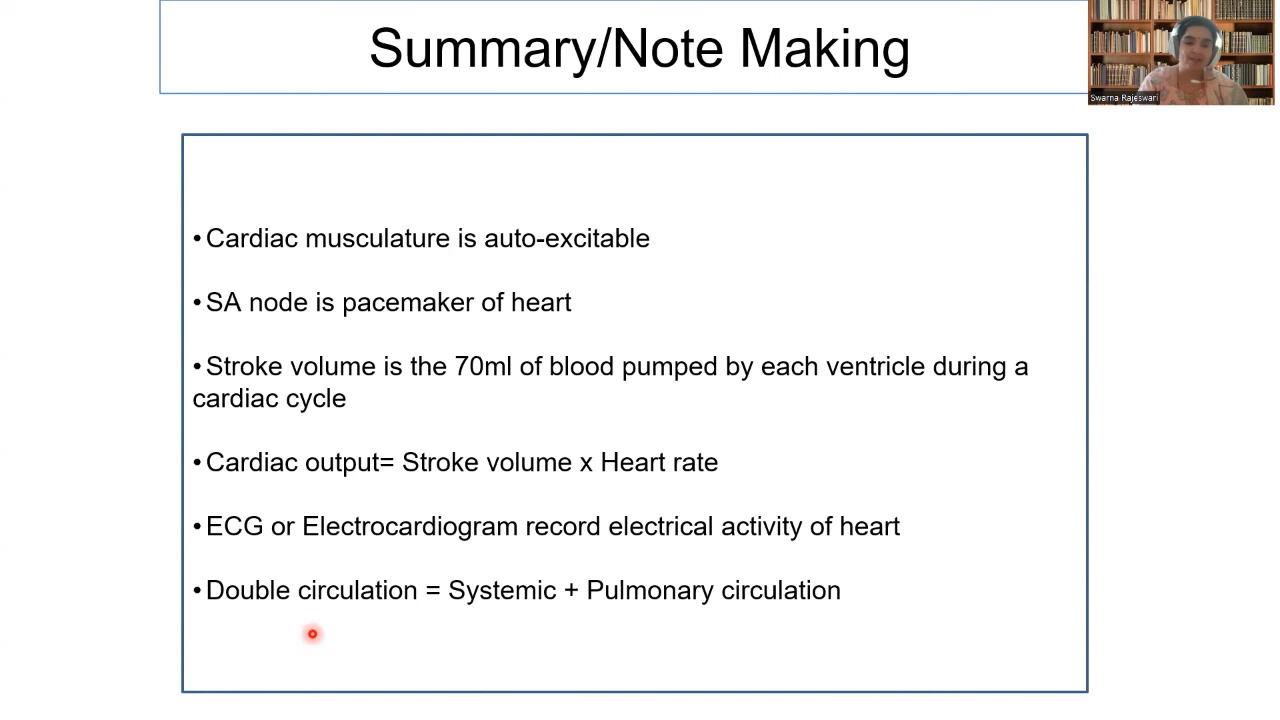 Summary/Note Making
Swarna Rajeswari
•Cardiac musculature is auto-excitable
•SA node is pacemaker of heart
•Stroke volume is the 70ml of blood pumped by each ventricle during a
cardiac cycle
•Cardiac output= Stroke volume x Heart rate
•ECG or Electrocardiogram record electrical activity of heart
•Double circulation = Systemic + Pulmonary circulation